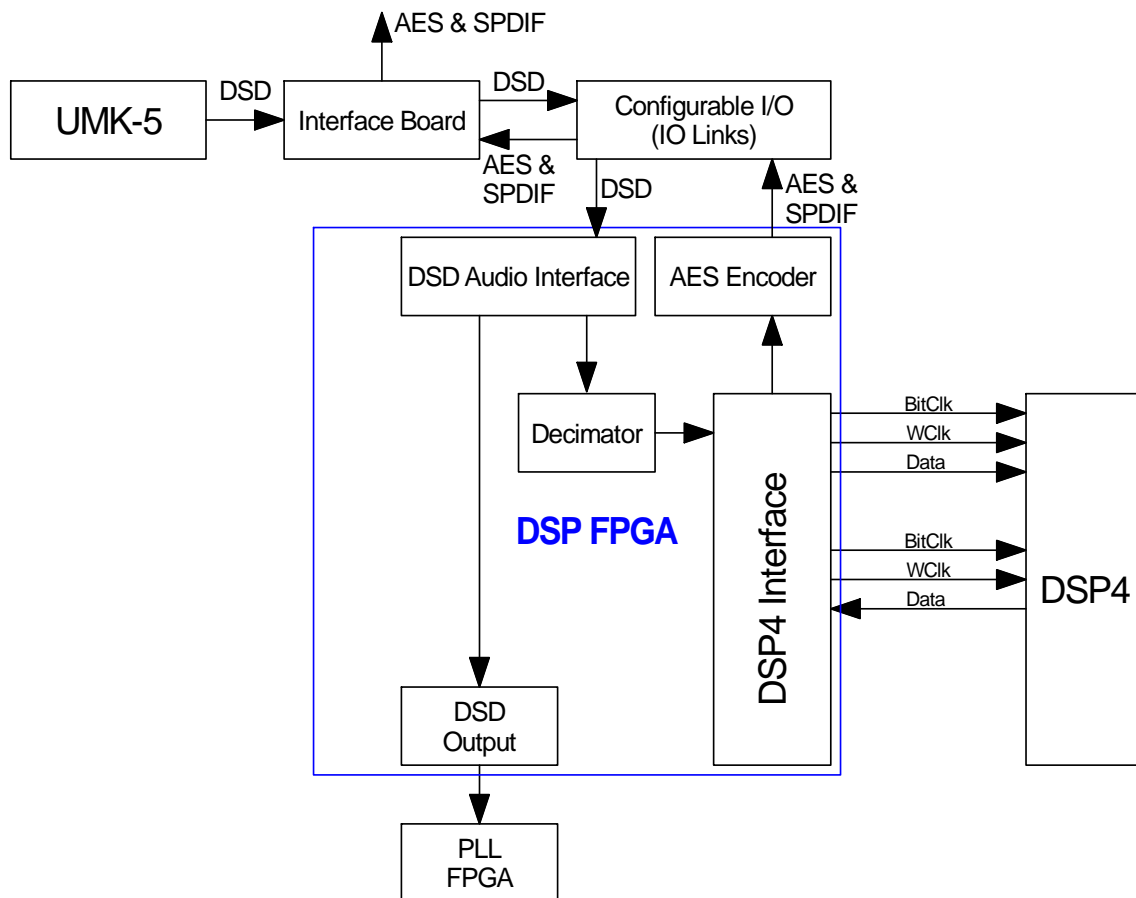 AES & SPDIF
DSD
DSD
UMK-5
Interface Board
Configurable I/O
(IO Links)
AES &
SPDIF
DSD
AES &
SPDIF
DSD Audio Interface
AES Encoder
Decimator
DSP FPGA
DSP4 Interface
BitClk
WClk
Data
BitClk
WClk
Data
DSP4
DSD
Output
PLL
FPGA